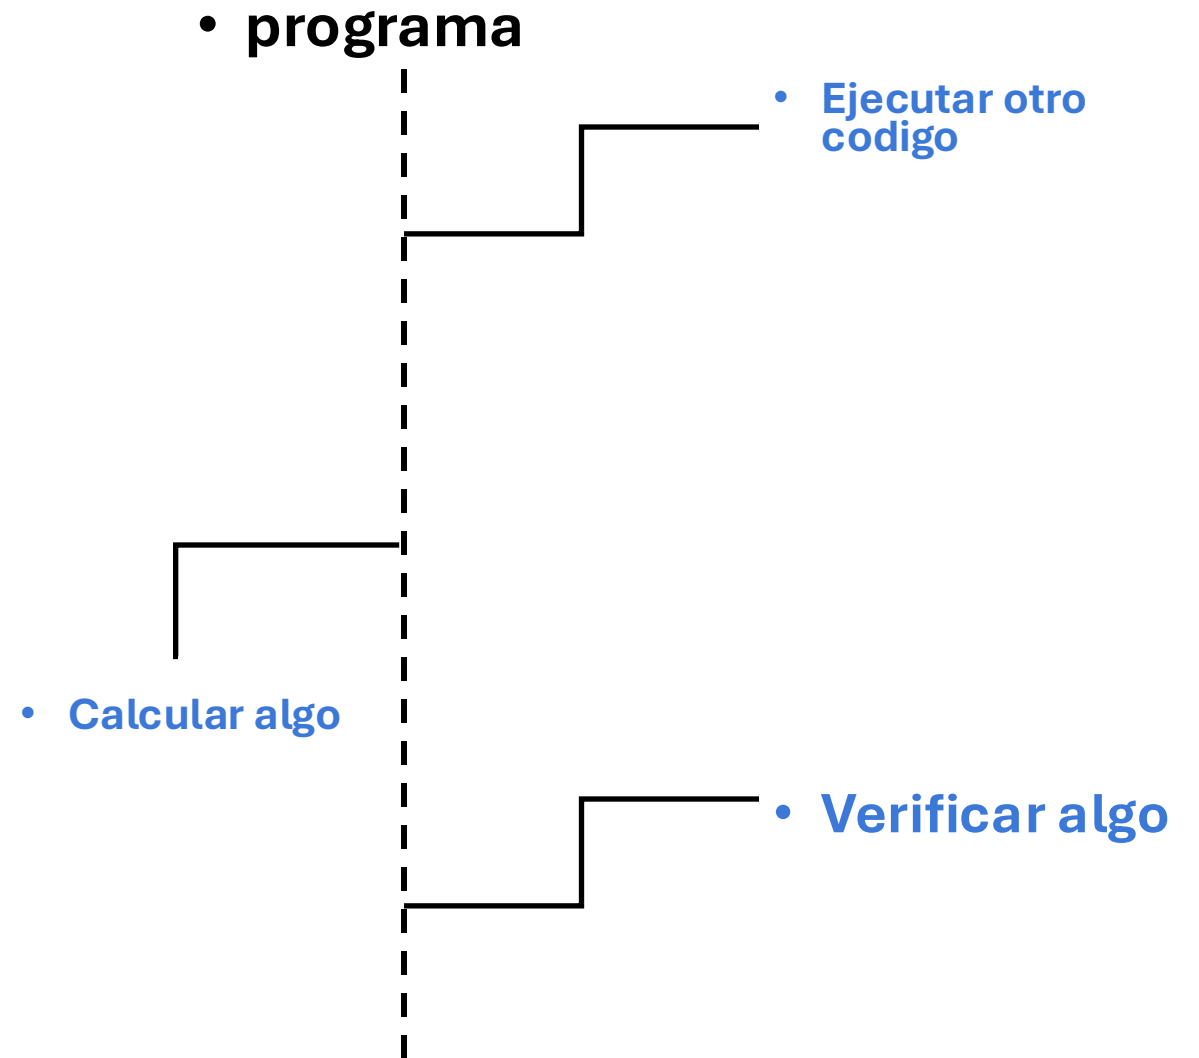 • programa
• Ejecutar otro
codigo
• Calcular algo
• Verificar algo